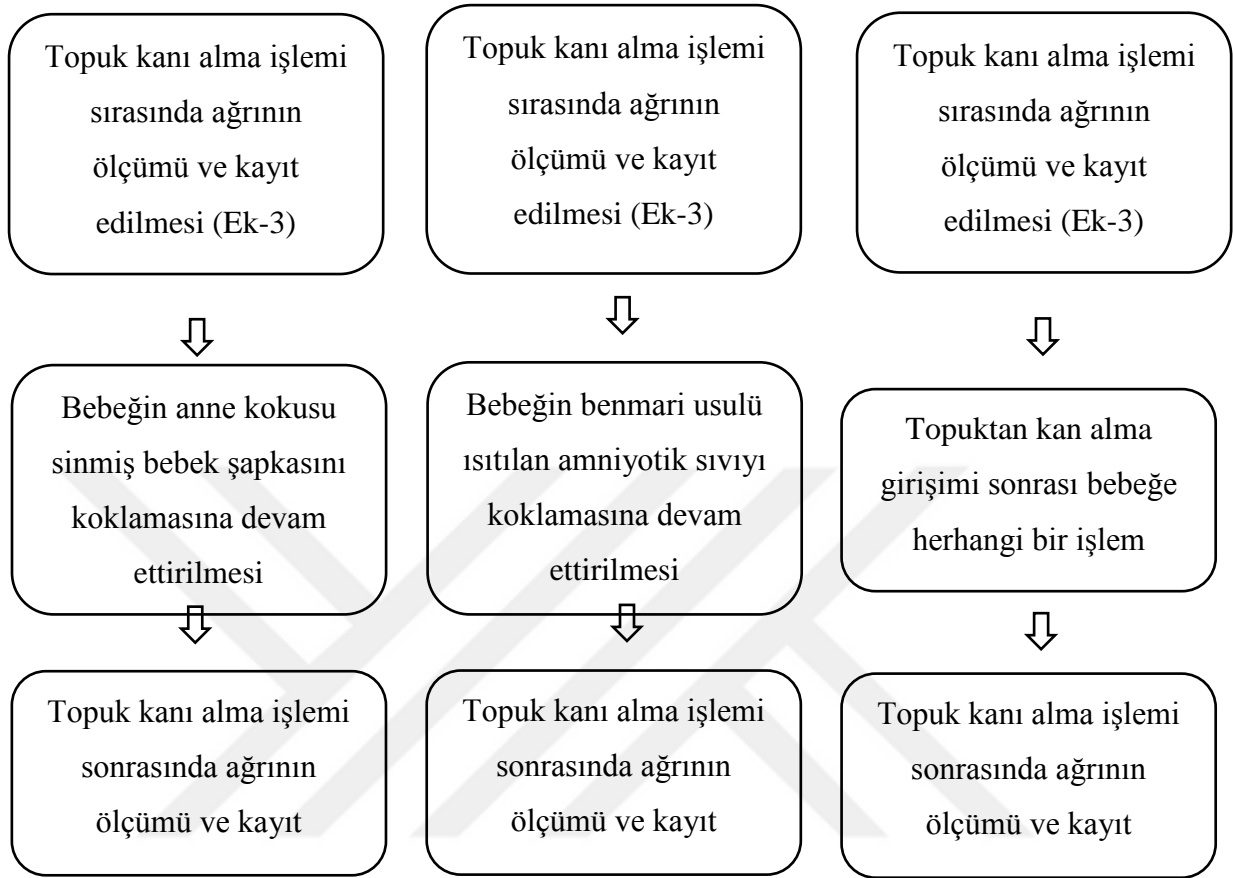 Topuk kanı alma işlemi
sırasında ağrının
ölçümü ve kayıt
edilmesi (Ek-3)
Topuk kanı alma işlemi
sırasında ağrının
ölçümü ve kayıt
edilmesi (Ek-3)
Topuk kanı alma işlemi
sırasında ağrının
ölçümü ve kayıt
edilmesi (Ek-3)
Bebeğin anne kokusu
sinmiş bebek şapkasını
koklamasına devam
ettirilmesi
Bebeğin benmari usulü
ısıtılan amniyotik sıvıyı
koklamasına devam
ettirilmesi
Topuktan kan alma
girişimi sonrası bebeğe
herhangi bir işlem
Topuk kanı alma işlemi
sonrasında ağrının
ölçümü ve kayıt
Topuk kanı alma işlemi
sonrasında ağrının
ölçümü ve kayıt
Topuk kanı alma işlemi
sonrasında ağrının
ölçümü ve kayıt